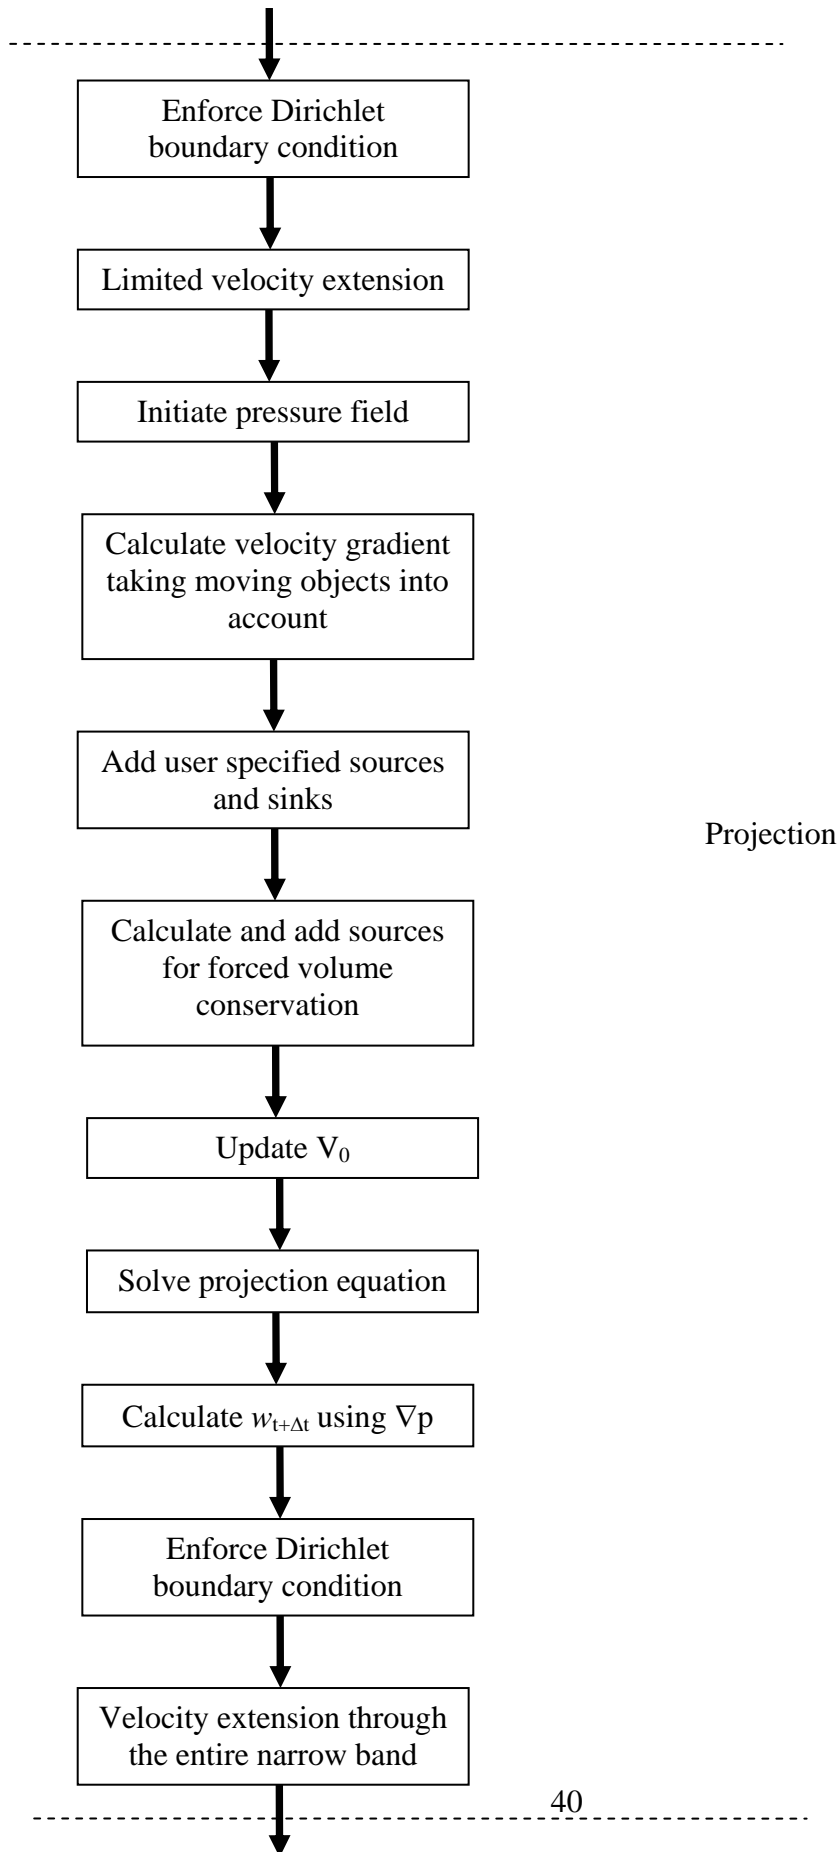 Enforce Dirichlet
boundary condition
Limited velocity extension
Initiate pressure field
Calculate velocity gradient
taking moving objects into
account
Add user specified sources
and sinks
Projection
Calculate and add sources
for forced volume
conservation
Update V₀
Solve projection equation
Calculate w_{t+Δt} using ∇p
Enforce Dirichlet
boundary condition
Velocity extension through
the entire narrow band
40